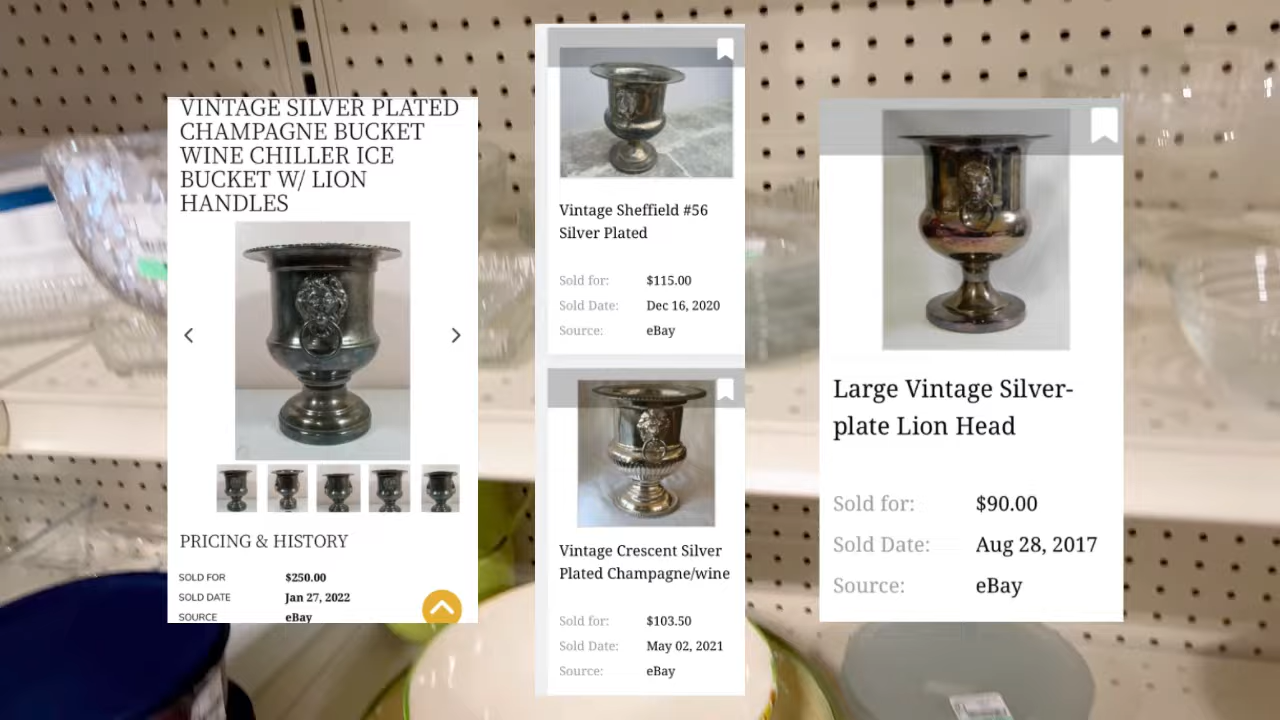 VINTAGE SILVER PLATED
CHAMPAGNE BUCKET
WINE CHILLER ICE
BUCKET W/ LION
HANDLES
PRICING & HISTORY
SOLD FOR $250.00
SOLD DATE Jan 27, 2022
SOURCE eBay
Vintage Sheffield #56
Silver Plated
Sold for: $115.00
Sold Date: Dec 16, 2020
Source: eBay
Vintage Crescent Silver
Plated Champagne/wine
Sold for: $103.50
Sold Date: May 02, 2021
Source: eBay
Large Vintage Silver-
plate Lion Head
Sold for: $90.00
Sold Date: Aug 28, 2017
Source: eBay